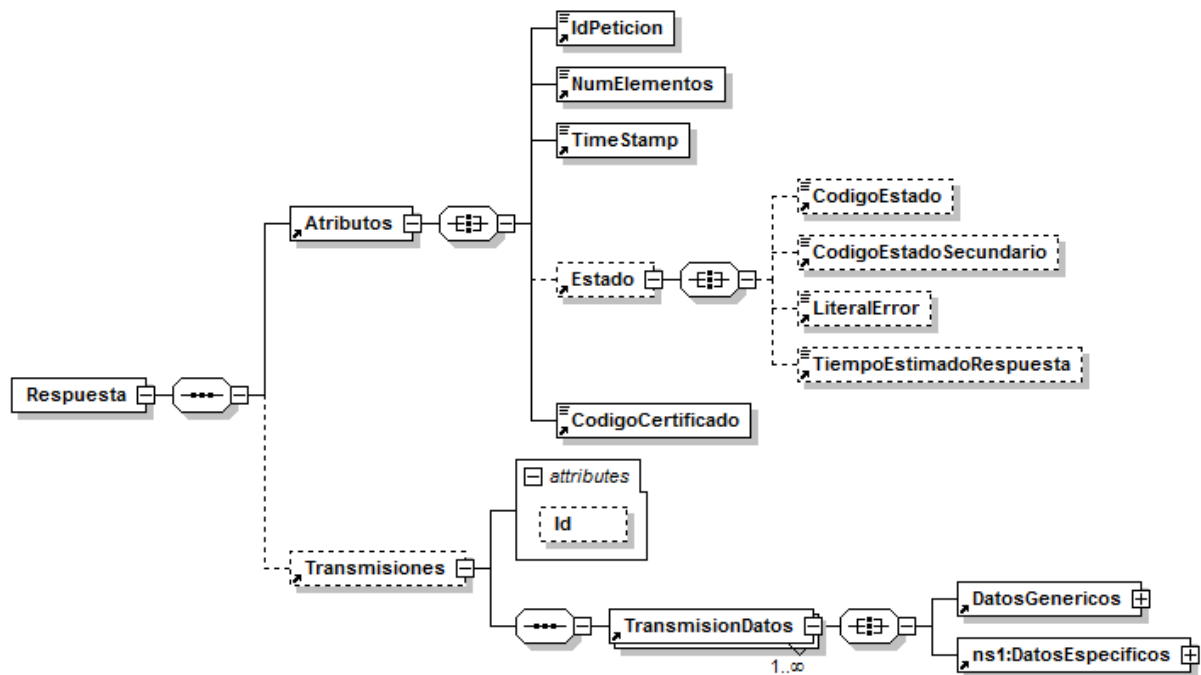 IdPeticion
NumElementos
TimeStamp
CodigoEstado
Atributos
CodigoEstadoSecundario
Estado
LiteralError
TiempoEstimadoRespuesta
Respuesta
CodigoCertificado
attributes
Id
Transmisiones
DatosGenericos
TransmisionDatos
1..∞
ns1:DatosEspecificos